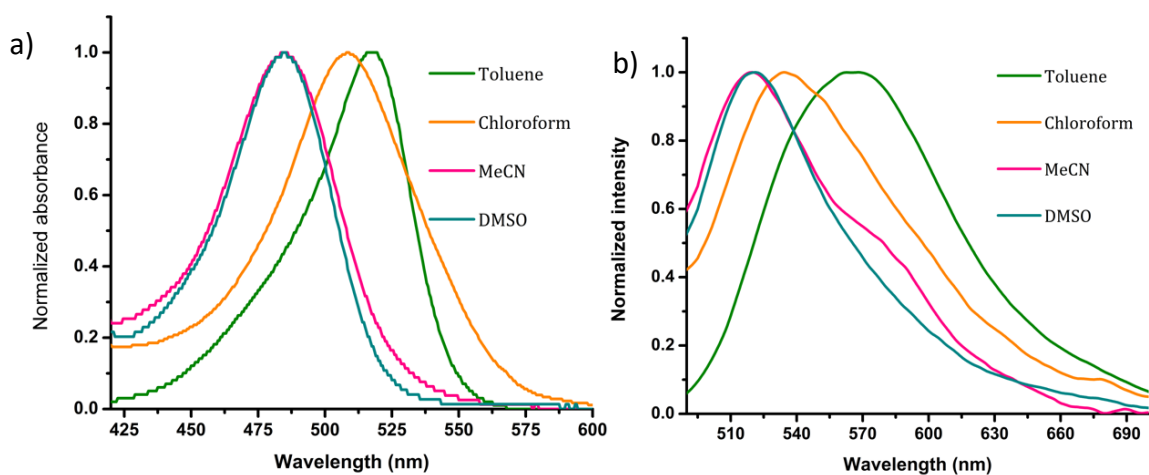 a)
Normalized absorbance
1.0
0.8
0.6
0.4
0.2
0.0
425 450 475 500 525 550 575 600
Wavelength (nm)
Toluene
Chloroform
MeCN
DMSO
b)
Normalized intensity
1.0
0.8
0.6
0.4
0.2
0.0
510 540 570 600 630 660 690
Wavelength (nm)
Toluene
Chloroform
MeCN
DMSO